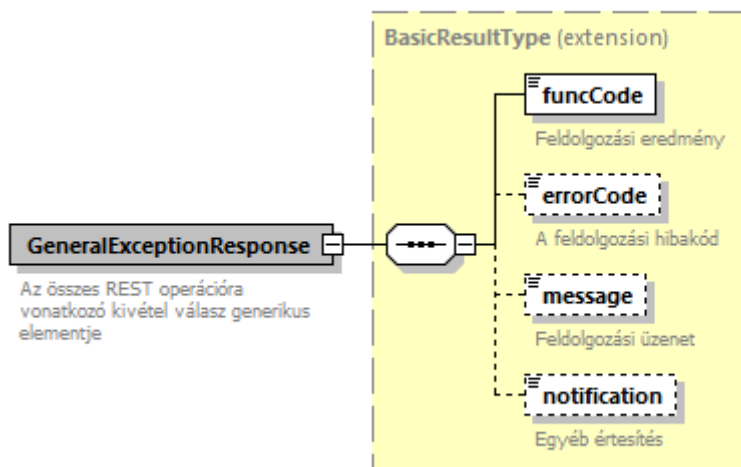 BasicResultType (extension)
funcCode
Feldolgozási eredmény
errorCode
A feldolgozási hibakód
GeneralExceptionResponse
Az összes REST operációra
vonatkozó kivétel válasz generikus
elementje
message
Feldolgozási üzenet
notification
Egyéb értesítés